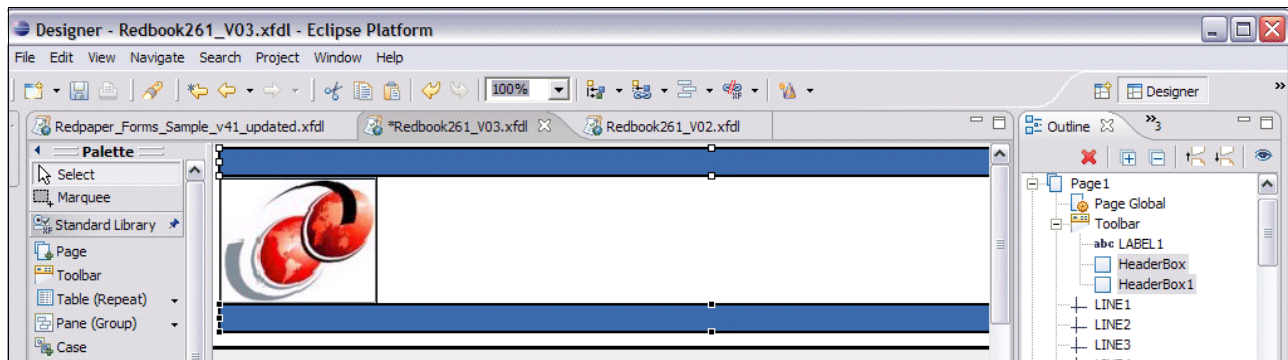 Designer - Redbook261_V03.xfdl - Eclipse Platform
File Edit View Navigate Search Project Window Help
100%
Designer
»
Redpaper_Forms_Sample_v41_updated.xfdl
*Redbook261_V03.xfdl
Redbook261_V02.xfdl
Outline
»3
Palette
Select
Marquee
Standard Library
Page
Toolbar
Table (Repeat)
Pane (Group)
Case
Page1
Page Global
Toolbar
abc LABEL1
HeaderBox
HeaderBox1
LINE1
LINE2
LINE3